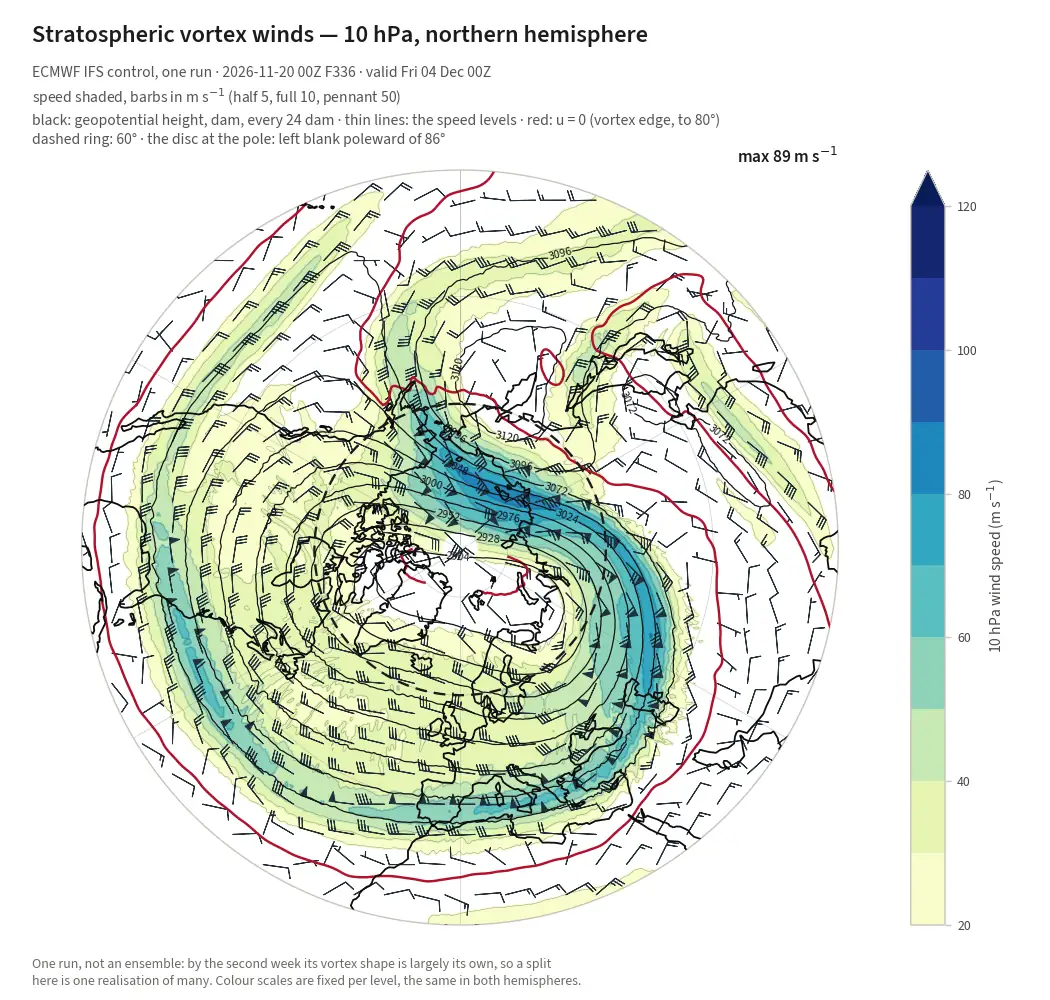 Stratospheric vortex winds — 10 hPa, northern hemisphere
ECMWF IFS control, one run · 2026-11-20 00Z F336 · valid Fri 04 Dec 00Z
speed shaded, barbs in m s⁻¹ (half 5, full 10, pennant 50)
black: geopotential height, dam, every 24 dam · thin lines: the speed levels · red: u = 0 (vortex edge, to 80°)
dashed ring: 60° · the disc at the pole: left blank poleward of 86°
max 89 m s⁻¹
120
100
80
60
40
20
10 hPa wind speed (m s⁻¹)
3096
3120
3072
3072
3120
3096
3096
3048
3072
3000
3024
2952
2976
2928
2904
One run, not an ensemble: by the second week its vortex shape is largely its own, so a split
here is one realisation of many. Colour scales are fixed per level, the same in both hemispheres.